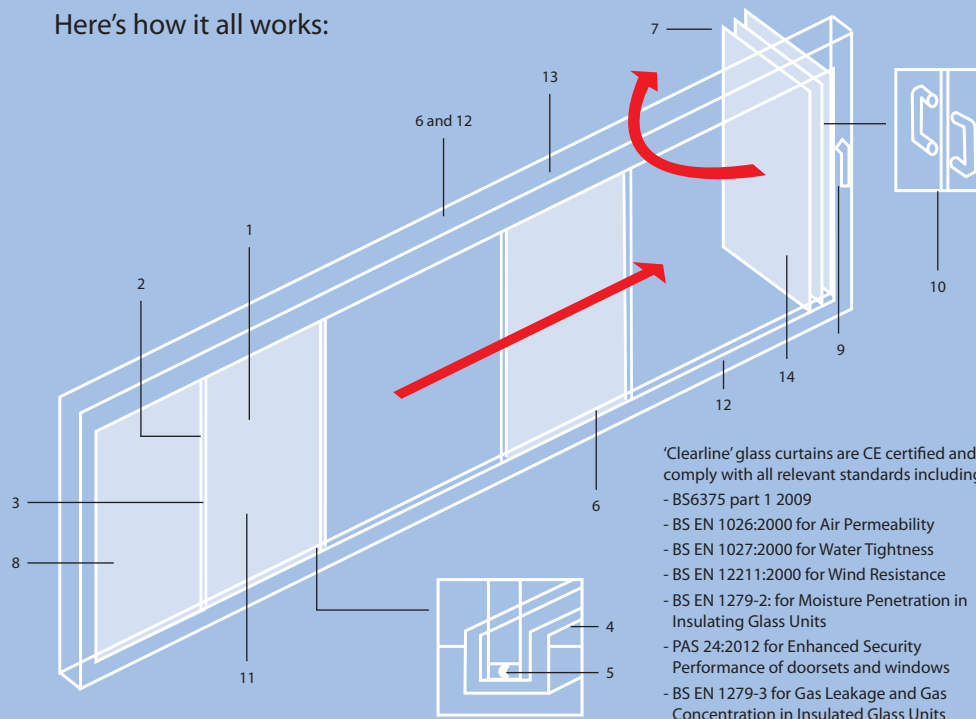 Here's how it all works:
7
13
6 and 12
1
2
10
9
14
12
3
6
8
11
4
5
'Clearline' glass curtains are CE certified and
comply with all relevant standards including
- BS6375 part 1 2009
- BS EN 1026:2000 for Air Permeability
- BS EN 1027:2000 for Water Tightness
- BS EN 12211:2000 for Wind Resistance
- BS EN 1279-2: for Moisture Penetration in
Insulating Glass Units
- PAS 24:2012 for Enhanced Security
Performance of doorsets and windows
- BS EN 1279-3 for Gas Leakage and Gas
Concentration in Insulated Glass Units